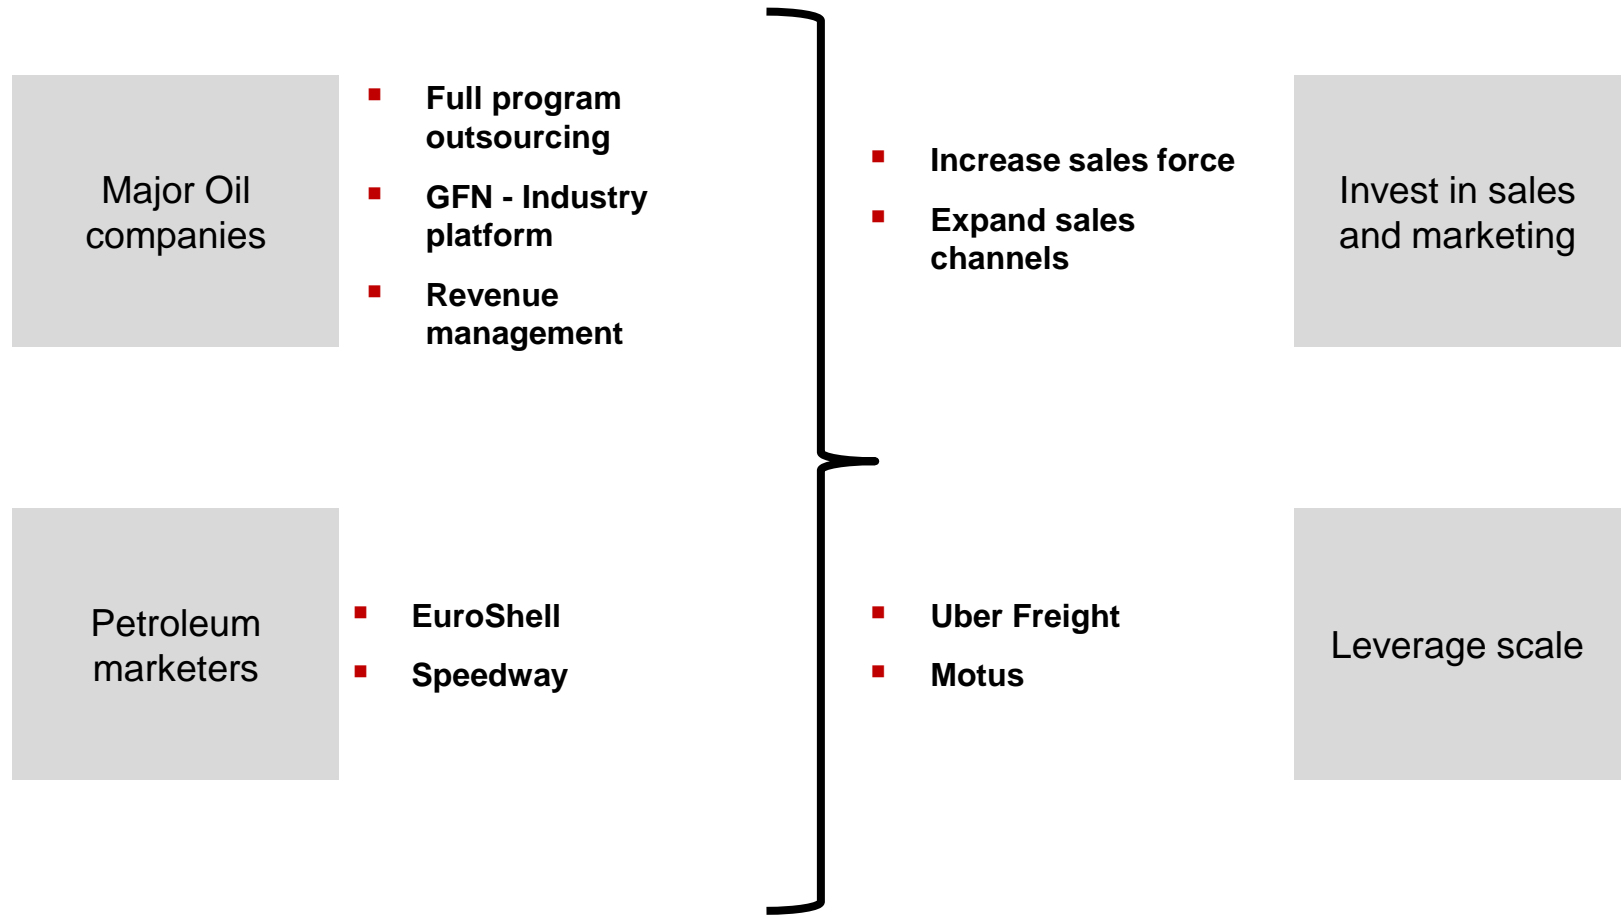 Major Oil
companies
Full program
outsourcing
GFN - Industry
platform
Revenue
management
Increase sales force
Expand sales
channels
Invest in sales
and marketing
Petroleum
marketers
EuroShell
Speedway
Uber Freight
Motus
Leverage scale